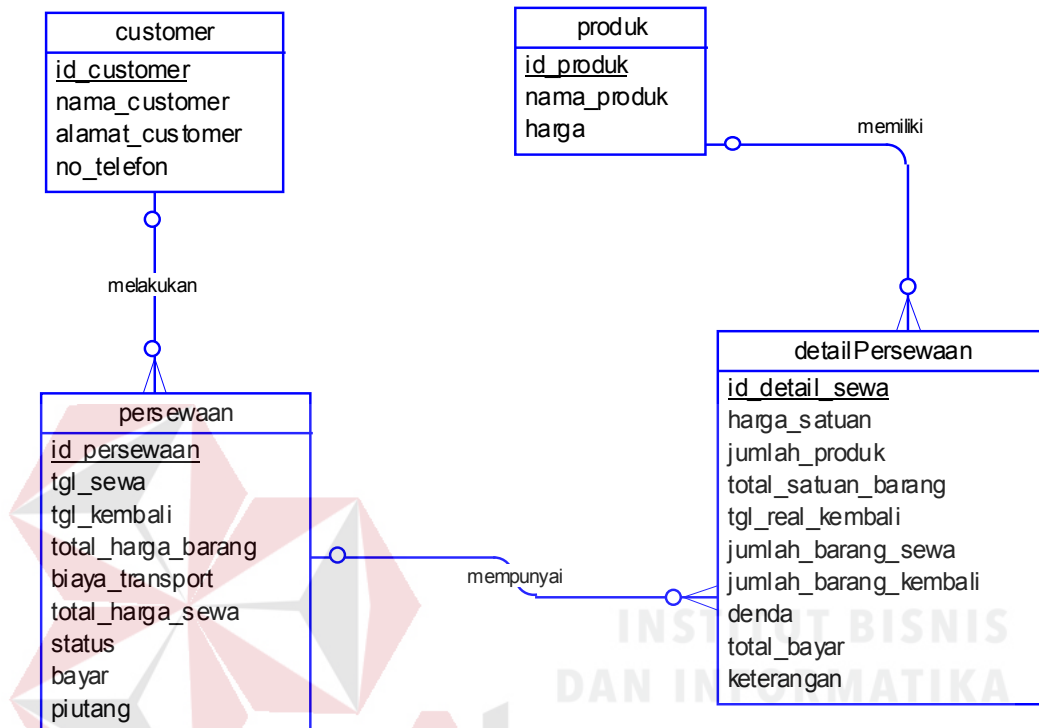 customer
id_customer
nama_customer
alamat_customer
no_telefon
produk
id_produk
nama_produk
harga
memiliki
melakukan
persewaan
id_persewaan
tgl_sewa
tgl_kembali
total_harga_barang
biaya_transport
total_harga_sewa
status
bayar
piutang
mempunyai
detailPersewaan
id_detail_sewa
harga_satuan
jumlah_produk
total_satuan_barang
tgl_real_kembali
jumlah_barang_sewa
jumlah_barang_kembali
denda
total_bayar
keterangan
INSTITUT BISNIS
DAN INFORMATIKA